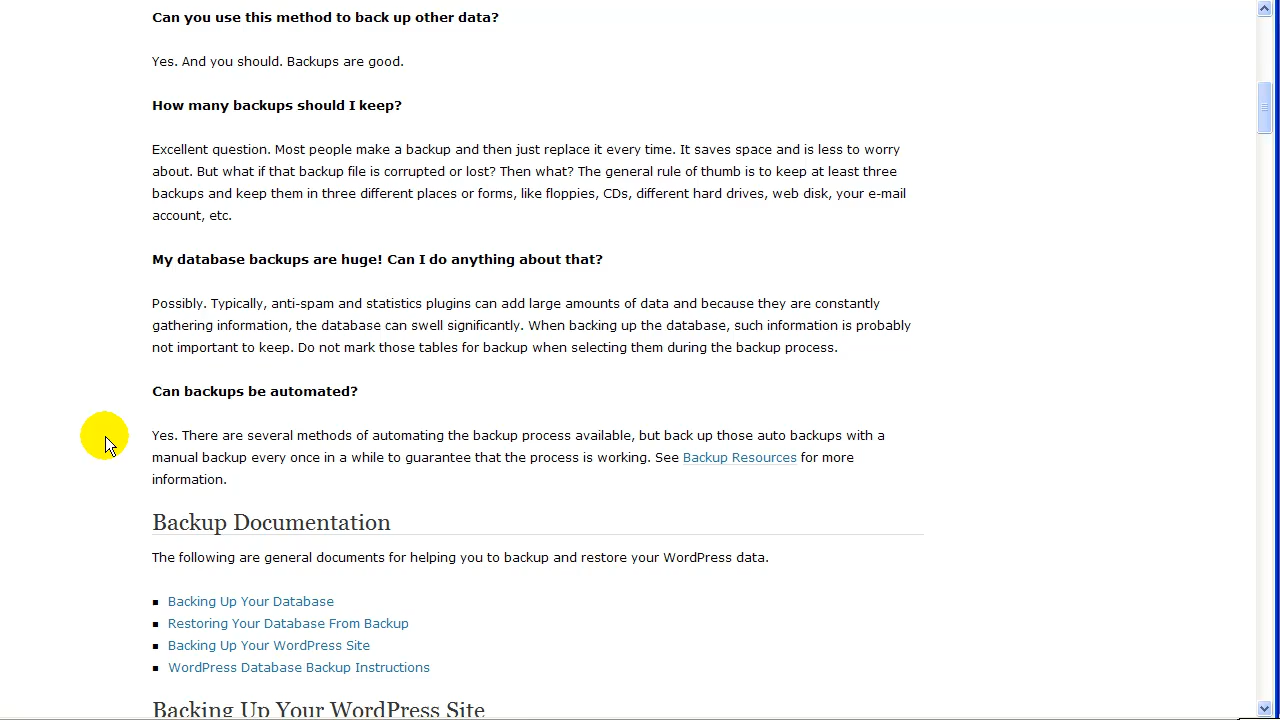 Can you use this method to back up other data?
Yes. And you should. Backups are good.
How many backups should I keep?
Excellent question. Most people make a backup and then just replace it every time. It saves space and is less to worry
about. But what if that backup file is corrupted or lost? Then what? The general rule of thumb is to keep at least three
backups and keep them in three different places or forms, like floppies, CDs, different hard drives, web disk, your e-mail
account, etc.
My database backups are huge! Can I do anything about that?
Possibly. Typically, anti-spam and statistics plugins can add large amounts of data and because they are constantly
gathering information, the database can swell significantly. When backing up the database, such information is probably
not important to keep. Do not mark those tables for backup when selecting them during the backup process.
Can backups be automated?
Yes. There are several methods of automating the backup process available, but back up those auto backups with a
manual backup every once in a while to guarantee that the process is working. See Backup Resources for more
information.
Backup Documentation
The following are general documents for helping you to backup and restore your WordPress data.
Backing Up Your Database
Restoring Your Database From Backup
Backing Up Your WordPress Site
WordPress Database Backup Instructions
Backing Up Your WordPress Site